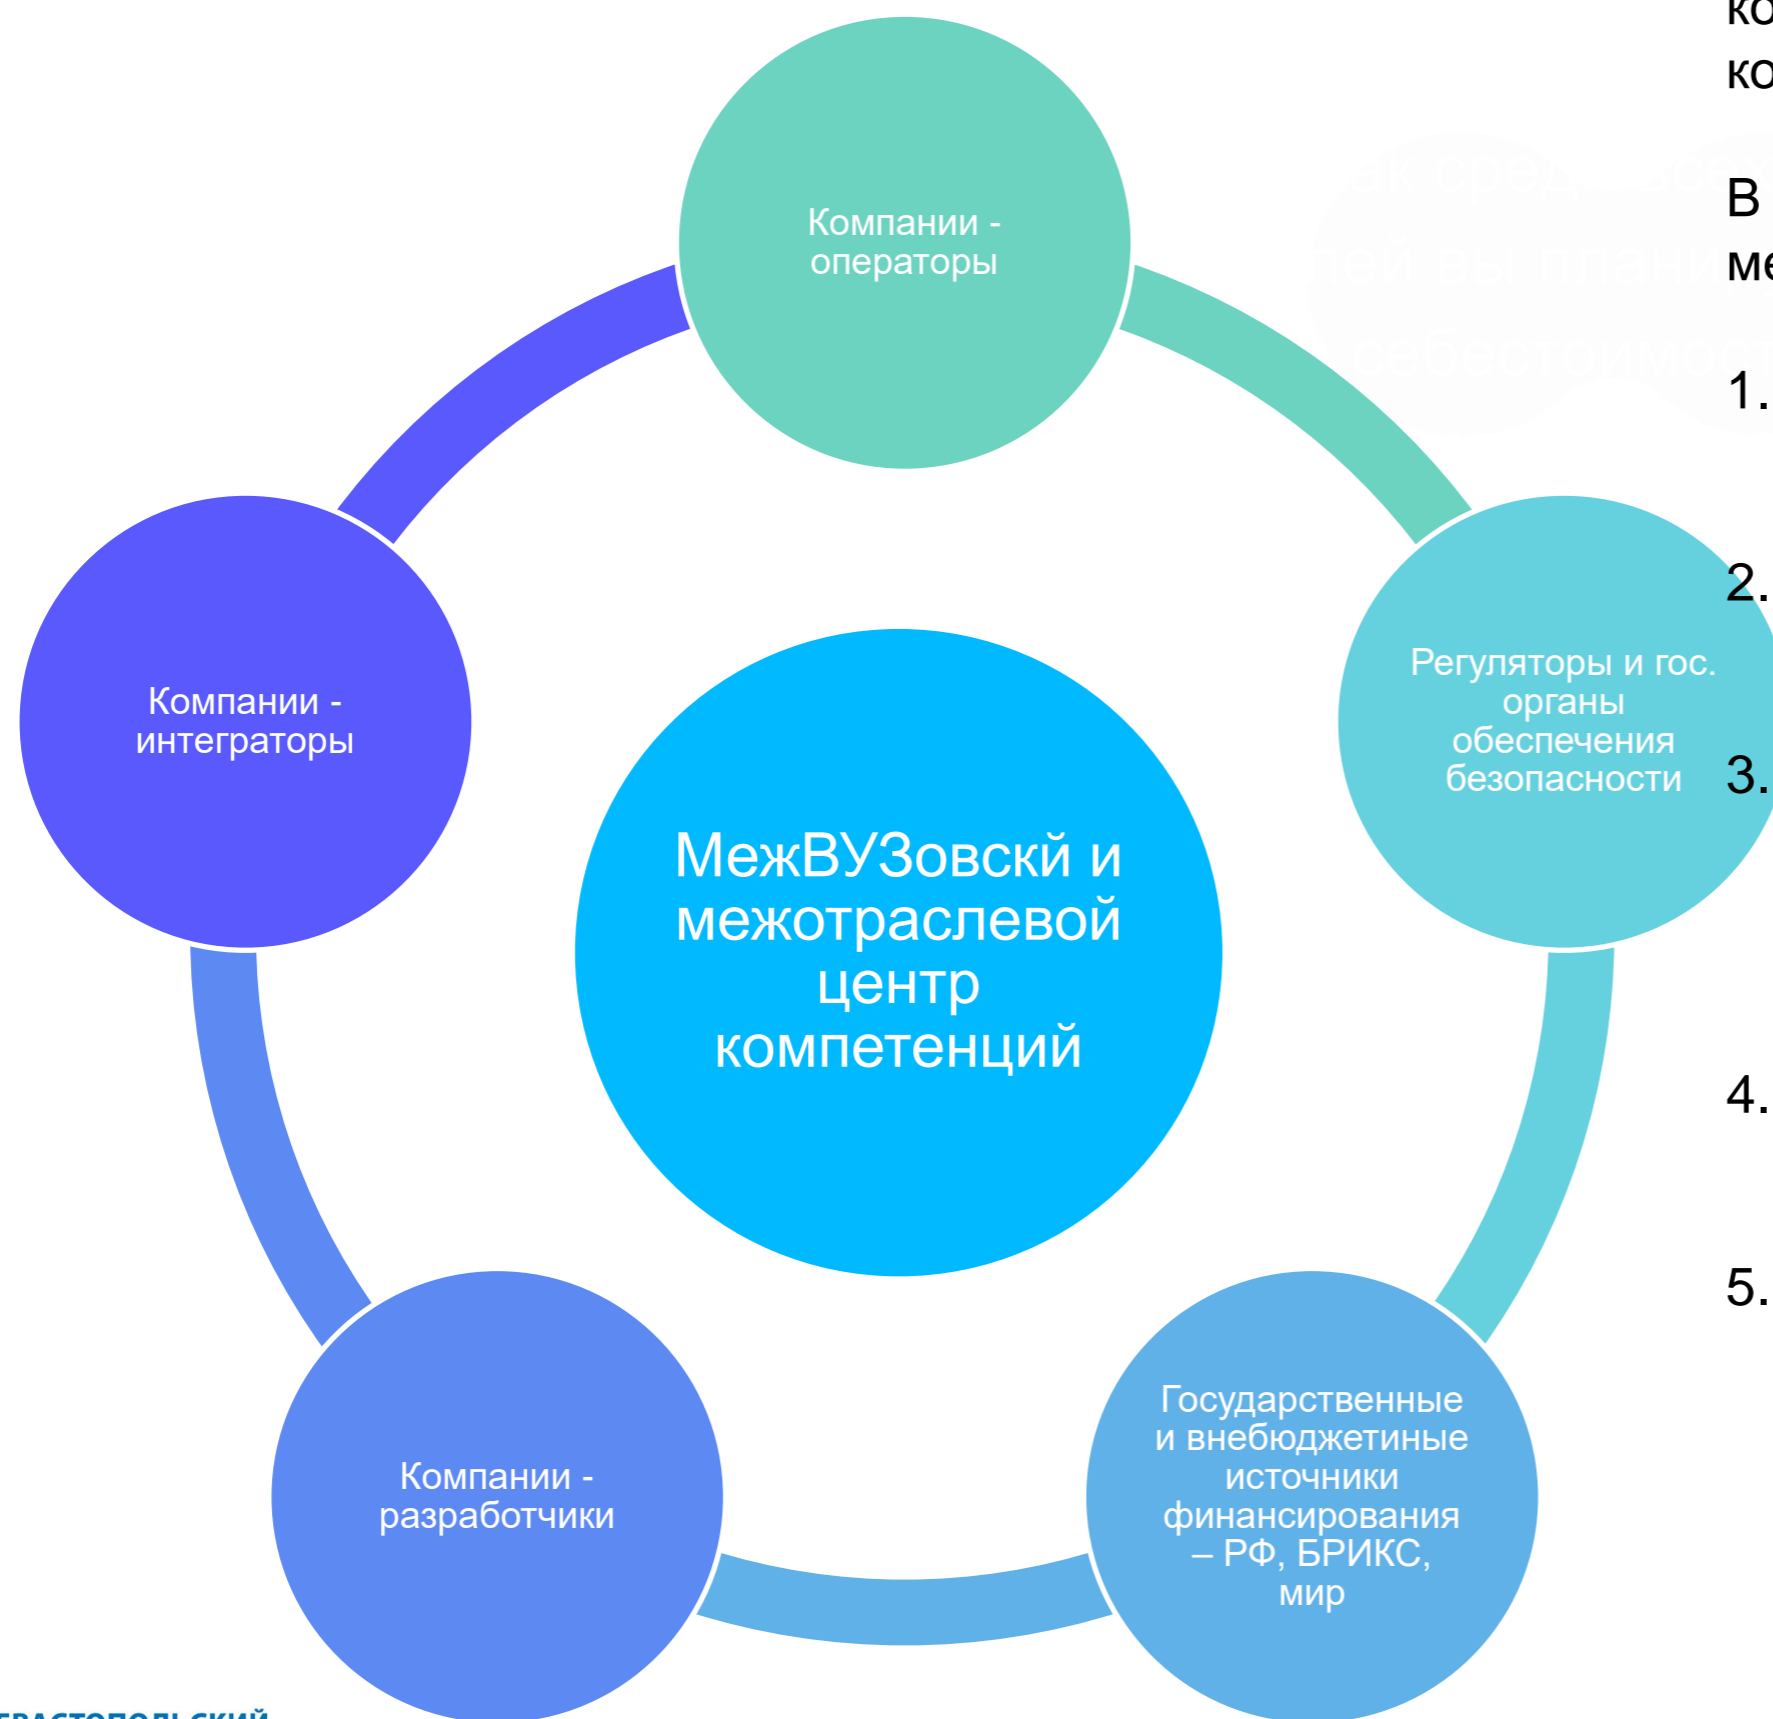 Компании -
операторы
Компании -
интеграторы
Регуляторы и гос.
органы
обеспечения
безопасности
МежВУЗовскй и
межотраслевой
центр
компетенций
Компании -
разработчики
Государственные
и внебюджетиные
источники
финансирования
– РФ, БРИКС,
мир
В
1.
2.
3.
4.
5.